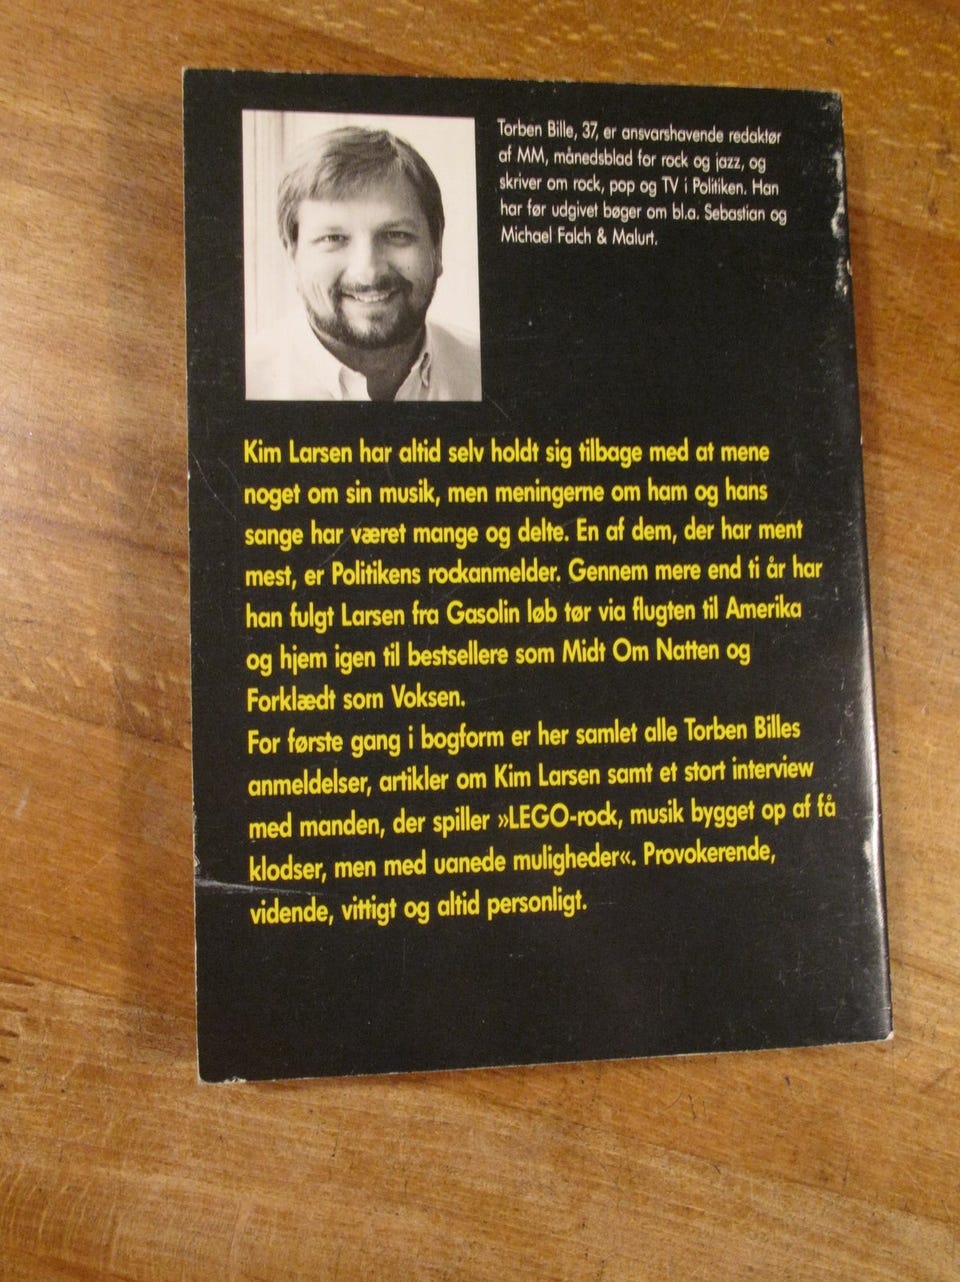 Torben Bille, 37, er ansvarshavende redaktør
af MM, månedsblad for rock og jazz, og
skriver om rock, pop og TV i Politiken. Han
har før udgivet bøger om bl.a. Sebastian og
Michael Falch & Malurt.
Kim Larsen har altid selv holdt sig tilbage med at mene
noget om sin musik, men meningerne om ham og hans
sange har været mange og delte. En af dem, der har ment
mest, er Politikens rockanmelder. Gennem mere end ti år har
han fulgt Larsen fra Gasolin løb tør via flugten til Amerika
og hjem igen til bestsellere som Midt Om Natten og
Forklædt som Voksen.
For første gang i bogform er her samlet alle Torben Billes
anmeldelser, artikler om Kim Larsen samt et stort interview
med manden, der spiller »LEGO-rock, musik bygget op af få
klodser, men med uanede muligheder«. Provokerende,
vidende, vittigt og altid personligt.